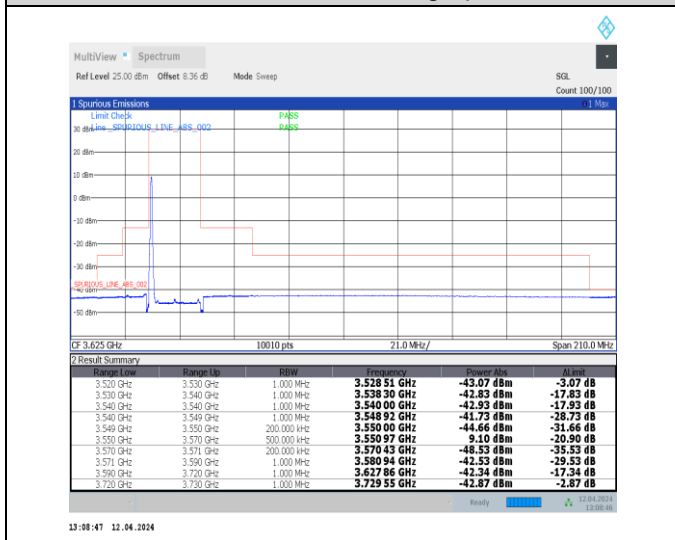 MultiView Spectrum
Ref Level 25.00 dBm Offset 8.36 dB Mode Sweep SGL
Count 100/100
1 Spurious Emissions 1 Max
Limit Check PASS
30 dBm Line _SPURIOUS_LINE_ABS_002 PASS
20 dBm
10 dBm
0 dBm
-10 dBm
-20 dBm
-30 dBm
_SPURIOUS_LINE_ABS_002
-40 dBm
-50 dBm
CF 3.625 GHz 10010 pts 21.0 MHz/ Span 210.0 MHz
2 Result Summary
Range Low Range Up RBW Frequency Power Abs ΔLimit
3.520 GHz 3.530 GHz 1.000 MHz 3.528 51 GHz -43.07 dBm -3.07 dB
3.530 GHz 3.540 GHz 1.000 MHz 3.538 30 GHz -42.83 dBm -17.83 dB
3.540 GHz 3.540 GHz 1.000 MHz 3.540 00 GHz -42.93 dBm -17.93 dB
3.540 GHz 3.549 GHz 1.000 MHz 3.548 92 GHz -41.73 dBm -28.73 dB
3.549 GHz 3.550 GHz 200.000 kHz 3.550 00 GHz -44.66 dBm -31.66 dB
3.550 GHz 3.570 GHz 500.000 kHz 3.550 97 GHz 9.10 dBm -20.90 dB
3.570 GHz 3.571 GHz 200.000 kHz 3.570 43 GHz -48.53 dBm -35.53 dB
3.571 GHz 3.590 GHz 1.000 MHz 3.580 94 GHz -42.53 dBm -29.53 dB
3.590 GHz 3.720 GHz 1.000 MHz 3.627 86 GHz -42.34 dBm -17.34 dB
3.720 GHz 3.730 GHz 1.000 MHz 3.729 55 GHz -42.87 dBm -2.87 dB
Ready 12.04.2024
13:08:46
13:08:47 12.04.2024